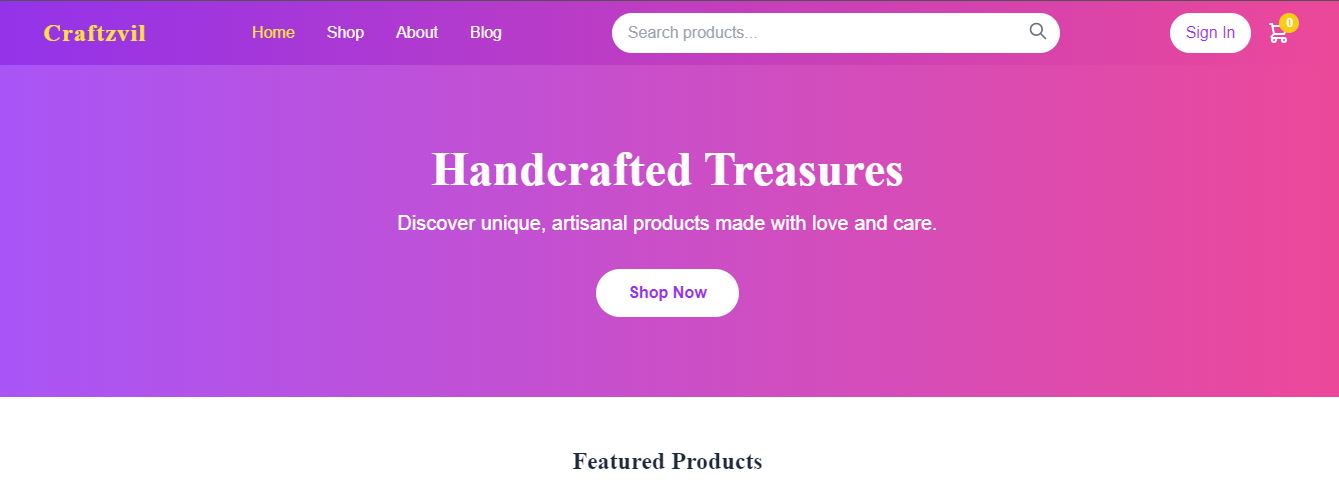 Craftzvil
Home Shop About Blog
Search products...
Sign In
0
Handcrafted Treasures
Discover unique, artisanal products made with love and care.
Shop Now
Featured Products